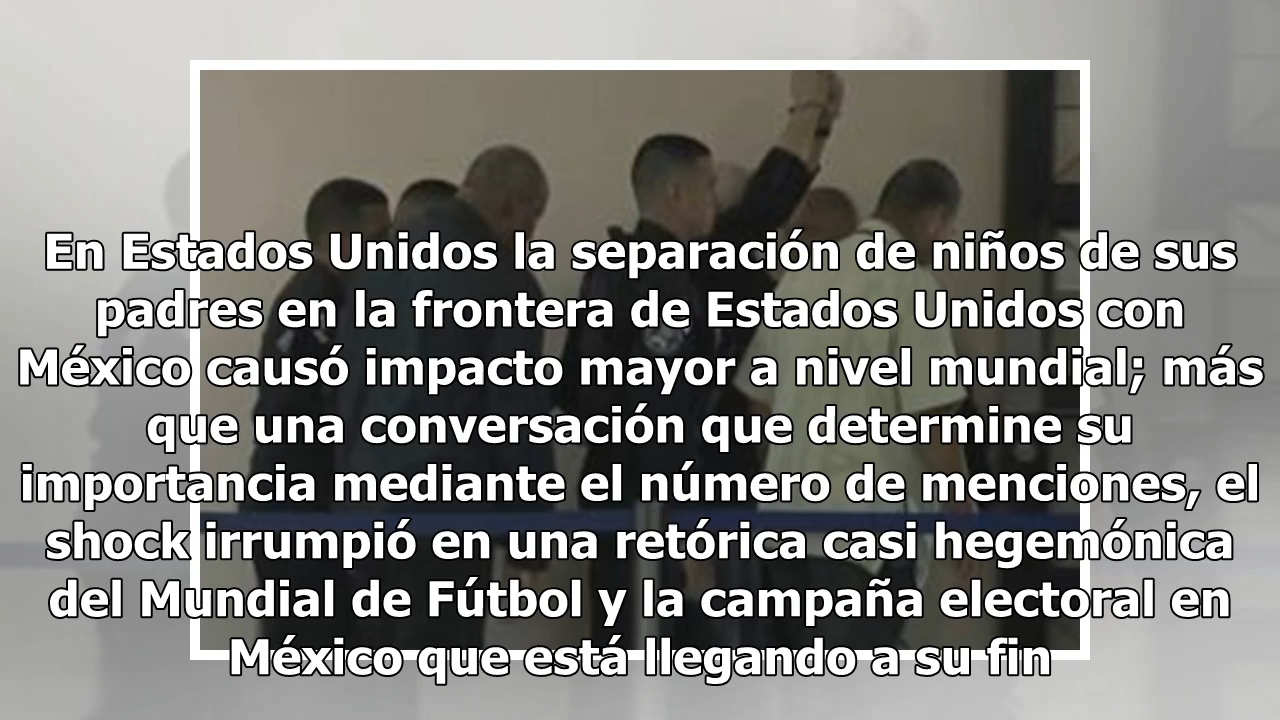 En Estados Unidos la separación de niños de sus
padres en la frontera de Estados Unidos con
México causó impacto mayor a nivel mundial; más
que una conversación que determine su
importancia mediante el número de menciones, el
shock irrumpió en una retórica casi hegemónica
del Mundial de Fútbol y la campaña electoral en
México que está llegando a su fin